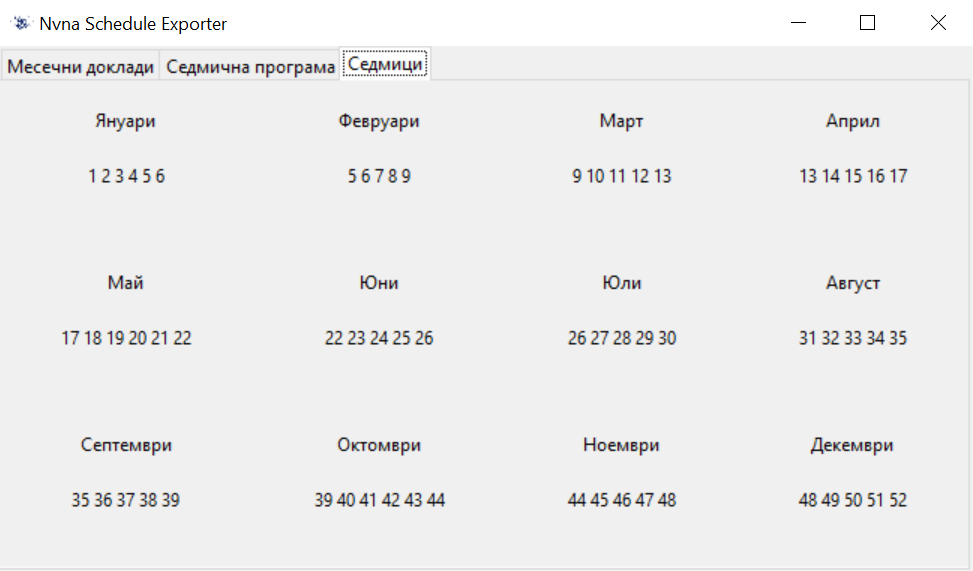 Nvna Schedule Exporter
Месечни доклади Седмична програма Седмици
Януари Февруари Март Април
1 2 3 4 5 6 5 6 7 8 9 9 10 11 12 13 13 14 15 16 17
Май Юни Юли Август
17 18 19 20 21 22 22 23 24 25 26 26 27 28 29 30 31 32 33 34 35
Септември Октомври Ноември Декември
35 36 37 38 39 39 40 41 42 43 44 44 45 46 47 48 48 49 50 51 52